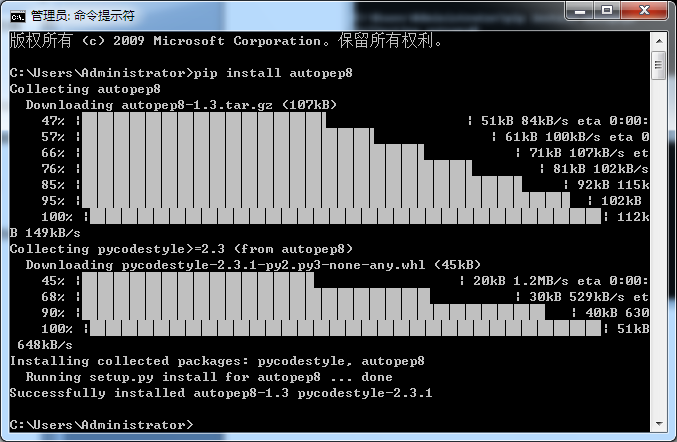 管理员: 命令提示符
版权所有 (c) 2009 Microsoft Corporation。保留所有权利。
C:\Users\Administrator>pip install autopep8
Collecting autopep8
Downloading autopep8-1.3.tar.gz (107kB)
47% | | 51kB 84kB/s eta 0:00:
57% | | 61kB 100kB/s eta 0
66% | | 71kB 107kB/s et
76% | | 81kB 102kB/s
85% | | 92kB 115k
95% | | 102kB
100% | | 112k
B 149kB/s
Collecting pycodestyle>=2.3 (from autopep8)
Downloading pycodestyle-2.3.1-py2.py3-none-any.whl (45kB)
45% | | 20kB 1.2MB/s eta 0:00:
68% | | 30kB 529kB/s et
90% | | 40kB 630
100% | | 51kB
648kB/s
Installing collected packages: pycodestyle, autopep8
Running setup.py install for autopep8 ... done
Successfully installed autopep8-1.3 pycodestyle-2.3.1
C:\Users\Administrator>